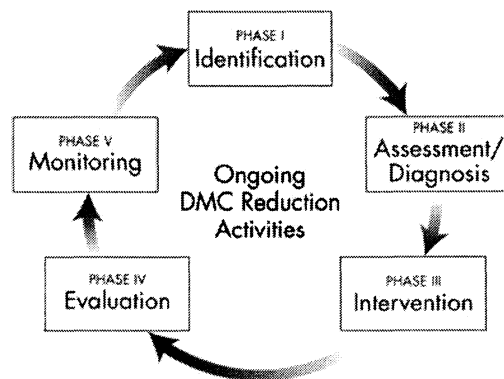 PHASE I
Identification
PHASE II
Assessment/
Diagnosis
PHASE III
Intervention
PHASE IV
Evaluation
PHASE V
Monitoring
Ongoing
DMC Reduction
Activities